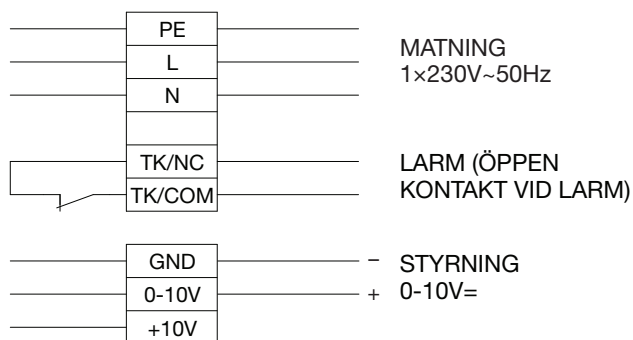 PE
L
N
MATNING
1×230V~50Hz
TK/NC
TK/COM
LARM (ÖPPEN
KONTAKT VID LARM)
GND
0-10V
+10V
− STYRNING
+ 0-10V=